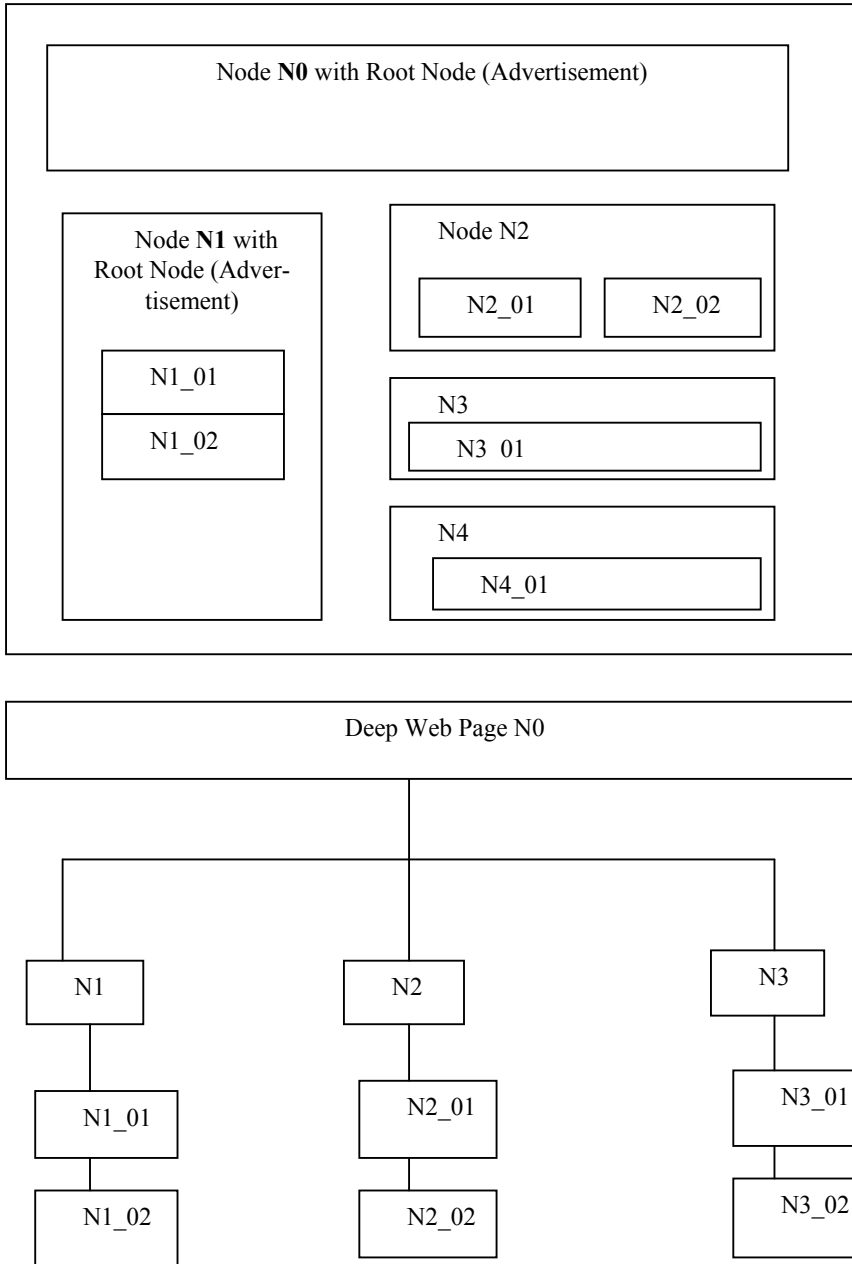 Node N0 with Root Node (Advertisement)
Node N1 with
Root Node (Adver-
tisement)
N1_01
N1_02
Node N2
N2_01 N2_02
N3
N3 01
N4
N4_01
Deep Web Page N0
N1 N2 N3
N1_01 N2_01 N3_01
N1_02 N2_02 N3_02